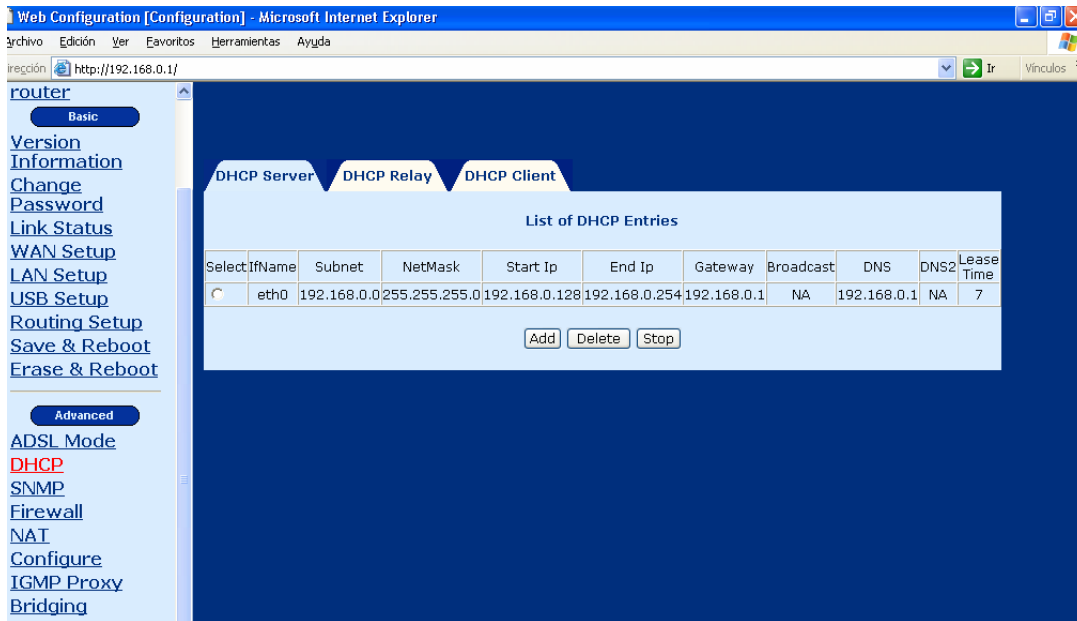 Web Configuration [Configuration] - Microsoft Internet Explorer
Archivo Edición Ver Favoritos Herramientas Ayuda
Dirección http://192.168.0.1/ Ir Vínculos
router
Basic
Version
Information
Change
Password
Link Status
WAN Setup
LAN Setup
USB Setup
Routing Setup
Save & Reboot
Erase & Reboot
Advanced
ADSL Mode
DHCP
SNMP
Firewall
NAT
Configure
IGMP Proxy
Bridging
DHCP Server DHCP Relay DHCP Client
List of DHCP Entries
Select IfName Subnet NetMask Start Ip End Ip Gateway Broadcast DNS DNS2 Lease Time
eth0 192.168.0.0 255.255.255.0 192.168.0.128 192.168.0.254 192.168.0.1 NA 192.168.0.1 NA 7
Add Delete Stop